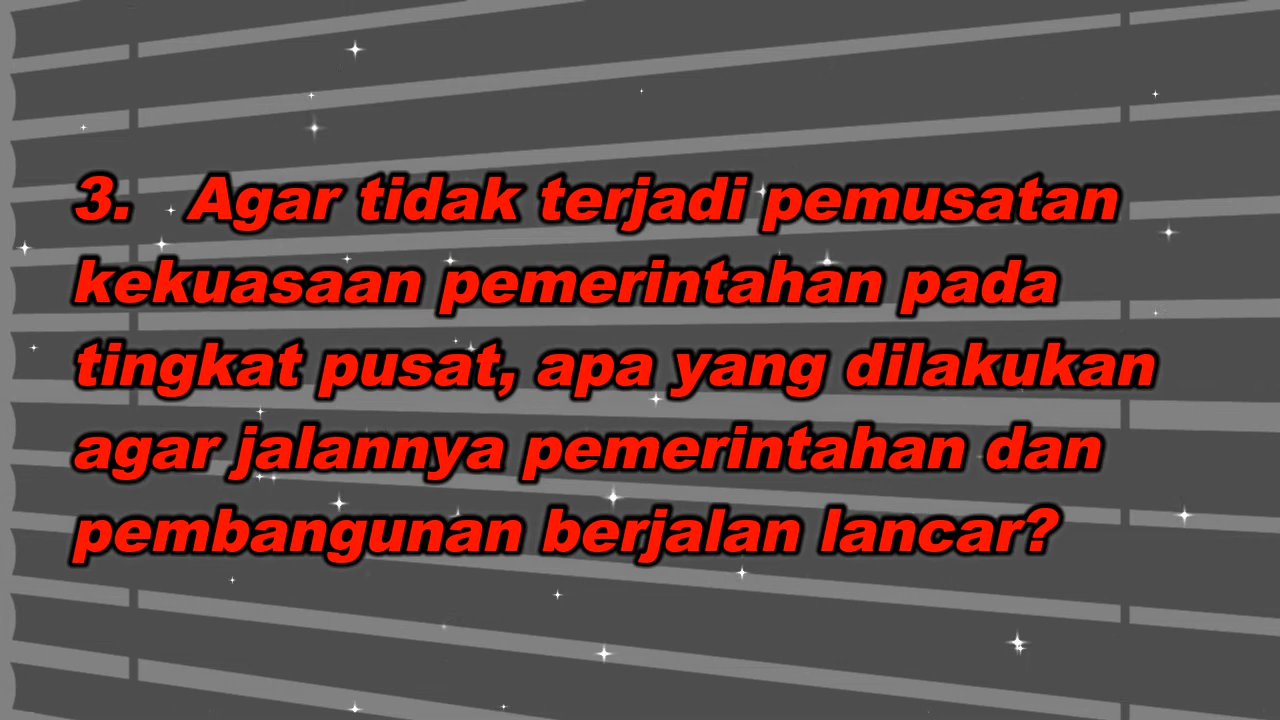 3. Agar tidak terjadi pemusatan
kekuasaan pemerintahan pada
tingkat pusat, apa yang dilakukan
agar jalannya pemerintahan dan
pembangunan berjalan lancar?